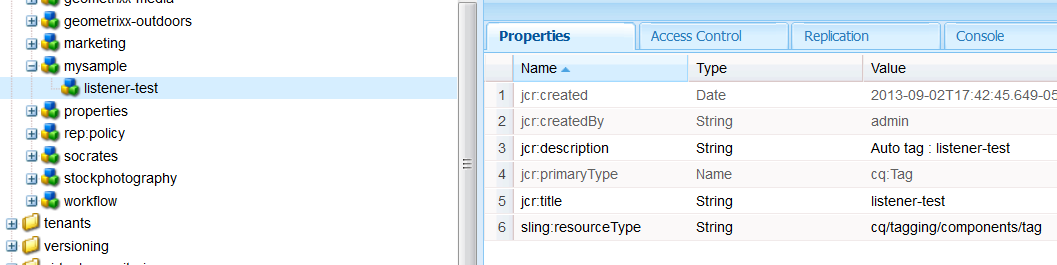 geometrixx-media
geometrixx-outdoors
marketing
mysample
listener-test
properties
rep:policy
socrates
stockphotography
workflow
tenants
versioning
Properties Access Control Replication Console
Name Type Value
1 jcr:created Date 2013-09-02T17:42:45.649-05
2 jcr:createdBy String admin
3 jcr:description String Auto tag : listener-test
4 jcr:primaryType Name cq:Tag
5 jcr:title String listener-test
6 sling:resourceType String cq/tagging/components/tag